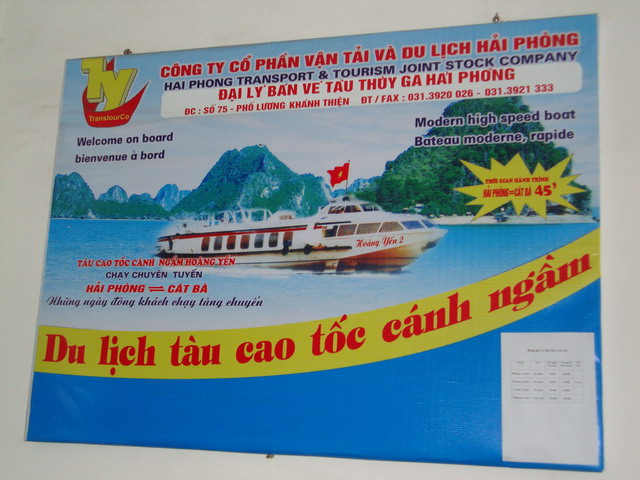 TY
TranstourCo
CÔNG TY CỔ PHẦN VẬN TẢI VÀ DU LỊCH HẢI PHÒNG
HAI PHONG TRANSPORT & TOURISM JOINT STOCK COMPANY
ĐẠI LÝ BÁN VÉ TÀU THỦY GA HẢI PHÒNG
ĐC : SỐ 75 - PHỐ LƯƠNG KHÁNH THIỆN ĐT / FAX : 031.3920 026 - 031.3921 333
Welcome on board
bienvenue à bord
Modern high speed boat
Bateau moderne, rapide
THỜI GIAN HÀNH TRÌNH
HẢI PHÒNG⇌CÁT BÀ 45'
Hoàng Yến 2
TÀU CAO TỐC CÁNH NGẦM HOÀNG YẾN
CHẠY CHUYÊN TUYẾN
HẢI PHÒNG ⇌ CÁT BÀ
Những ngày đông khách chạy tăng chuyến
Du lịch tàu cao tốc cánh ngầm